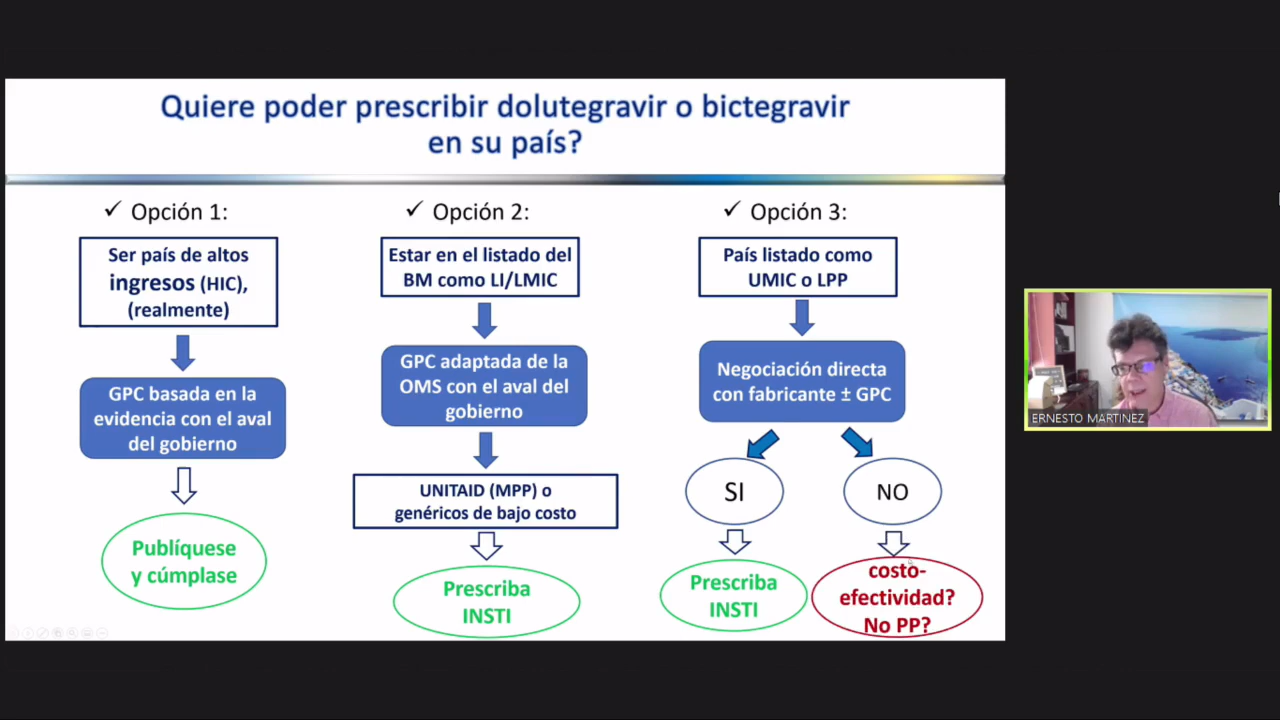 Quiere poder prescribir dolutegravir o bictegravir
en su país?
✓ Opción 1:
Ser país de altos
ingresos (HIC),
(realmente)
GPC basada en la
evidencia con el aval
del gobierno
Publíquese
y cúmplase
✓ Opción 2:
Estar en el listado del
BM como LI/LMIC
GPC adaptada de la
OMS con el aval del
gobierno
UNITAID (MPP) o
genéricos de bajo costo
Prescriba
INSTI
✓ Opción 3:
País listado como
UMIC o LPP
Negociación directa
con fabricante ± GPC
SI
Prescriba
INSTI
NO
costo-
efectividad?
No PP?
ERNESTO MARTINEZ